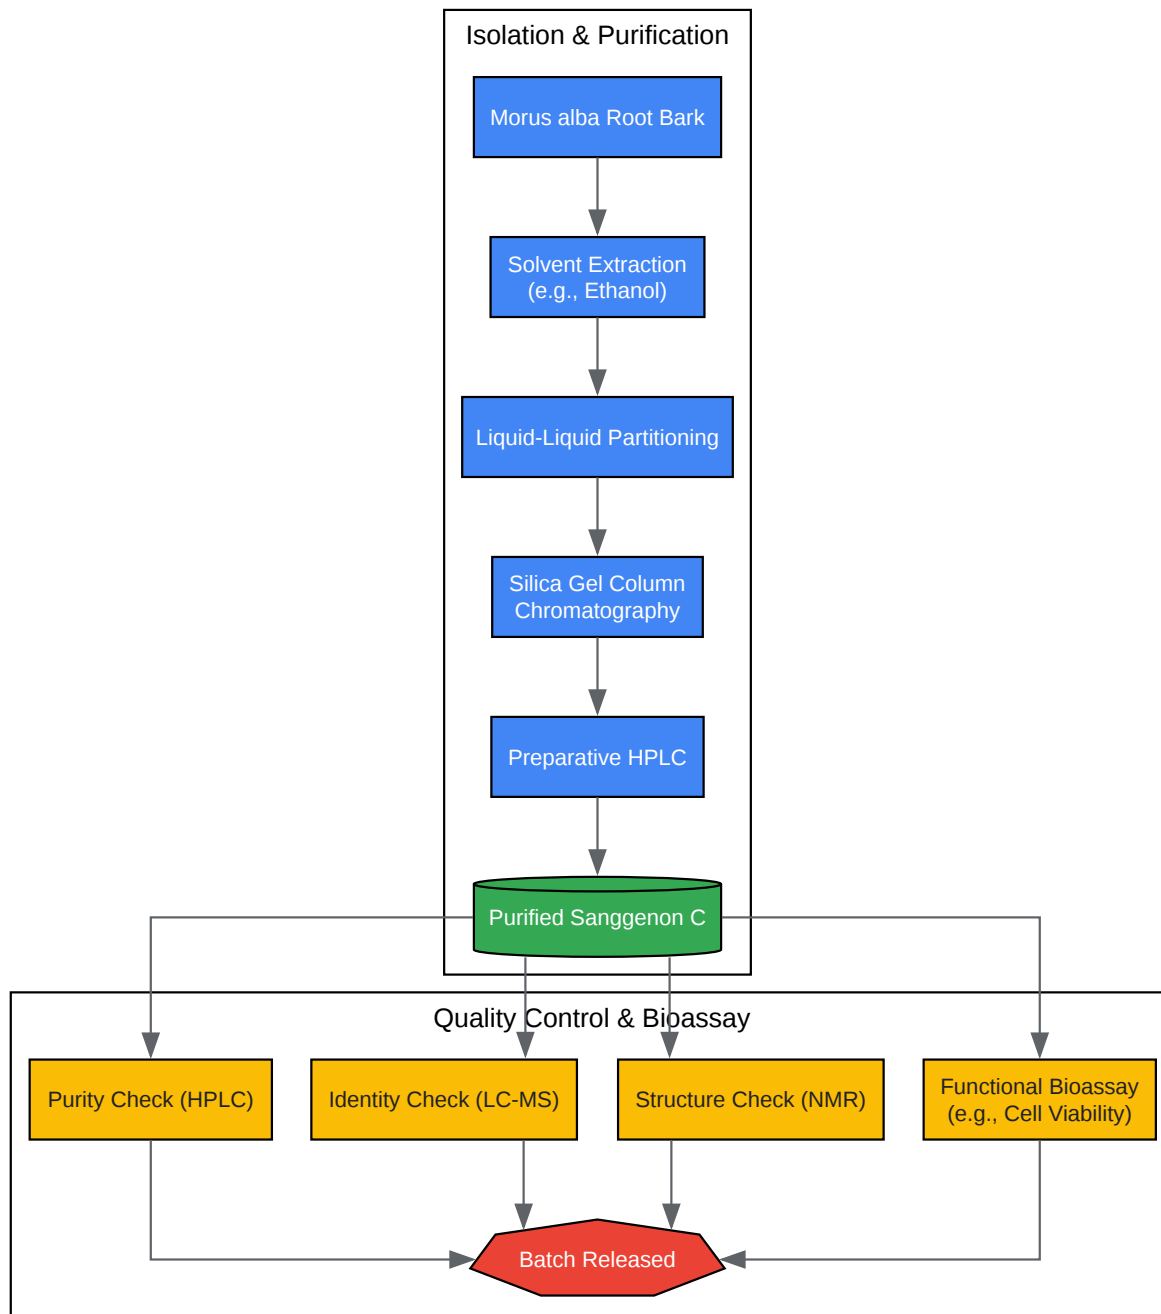 Isolation & Purification
Morus alba Root Bark
Solvent Extraction
(e.g., Ethanol)
Liquid-Liquid Partitioning
Silica Gel Column
Chromatography
Preparative HPLC
Purified Sanggenon C
Quality Control & Bioassay
Purity Check (HPLC)
Identity Check (LC-MS)
Structure Check (NMR)
Functional Bioassay
(e.g., Cell Viability)
Batch Released